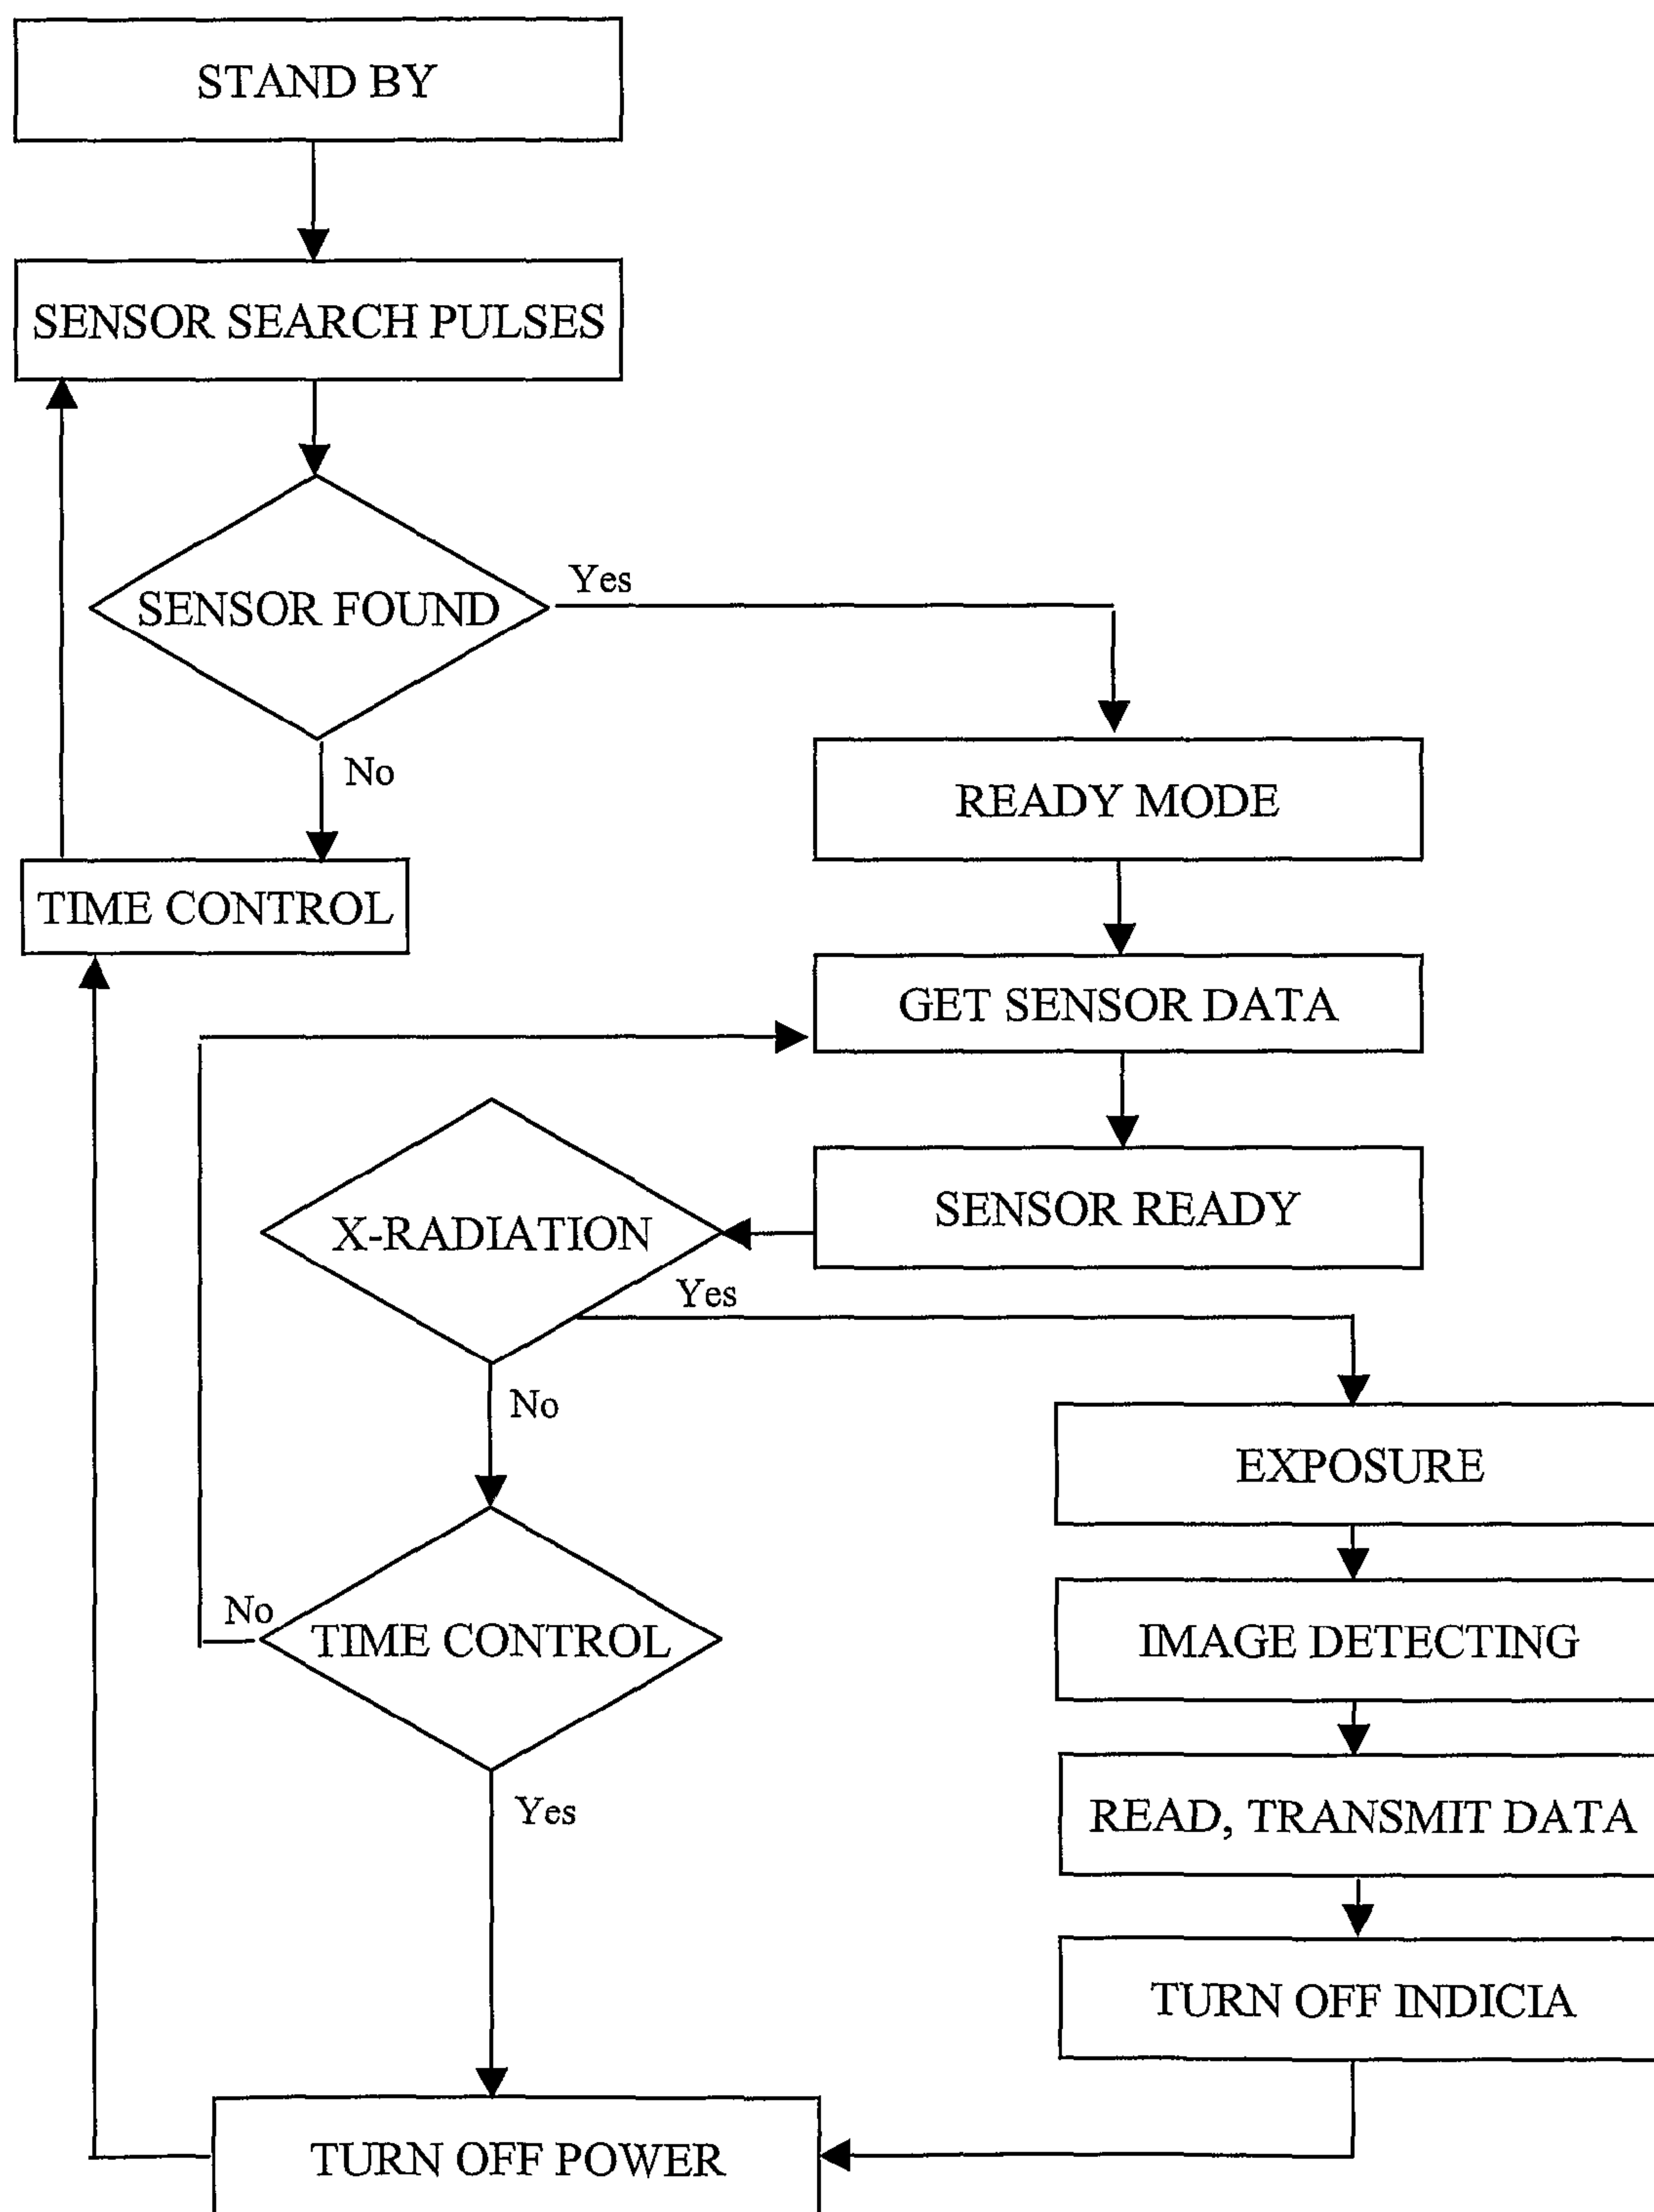 STAND BY
SENSOR SEARCH PULSES
SENSOR FOUND
Yes
No
READY MODE
TIME CONTROL
GET SENSOR DATA
SENSOR READY
X-RADIATION
Yes
No
EXPOSURE
No
TIME CONTROL
IMAGE DETECTING
Yes
READ, TRANSMIT DATA
TURN OFF INDICIA
TURN OFF POWER